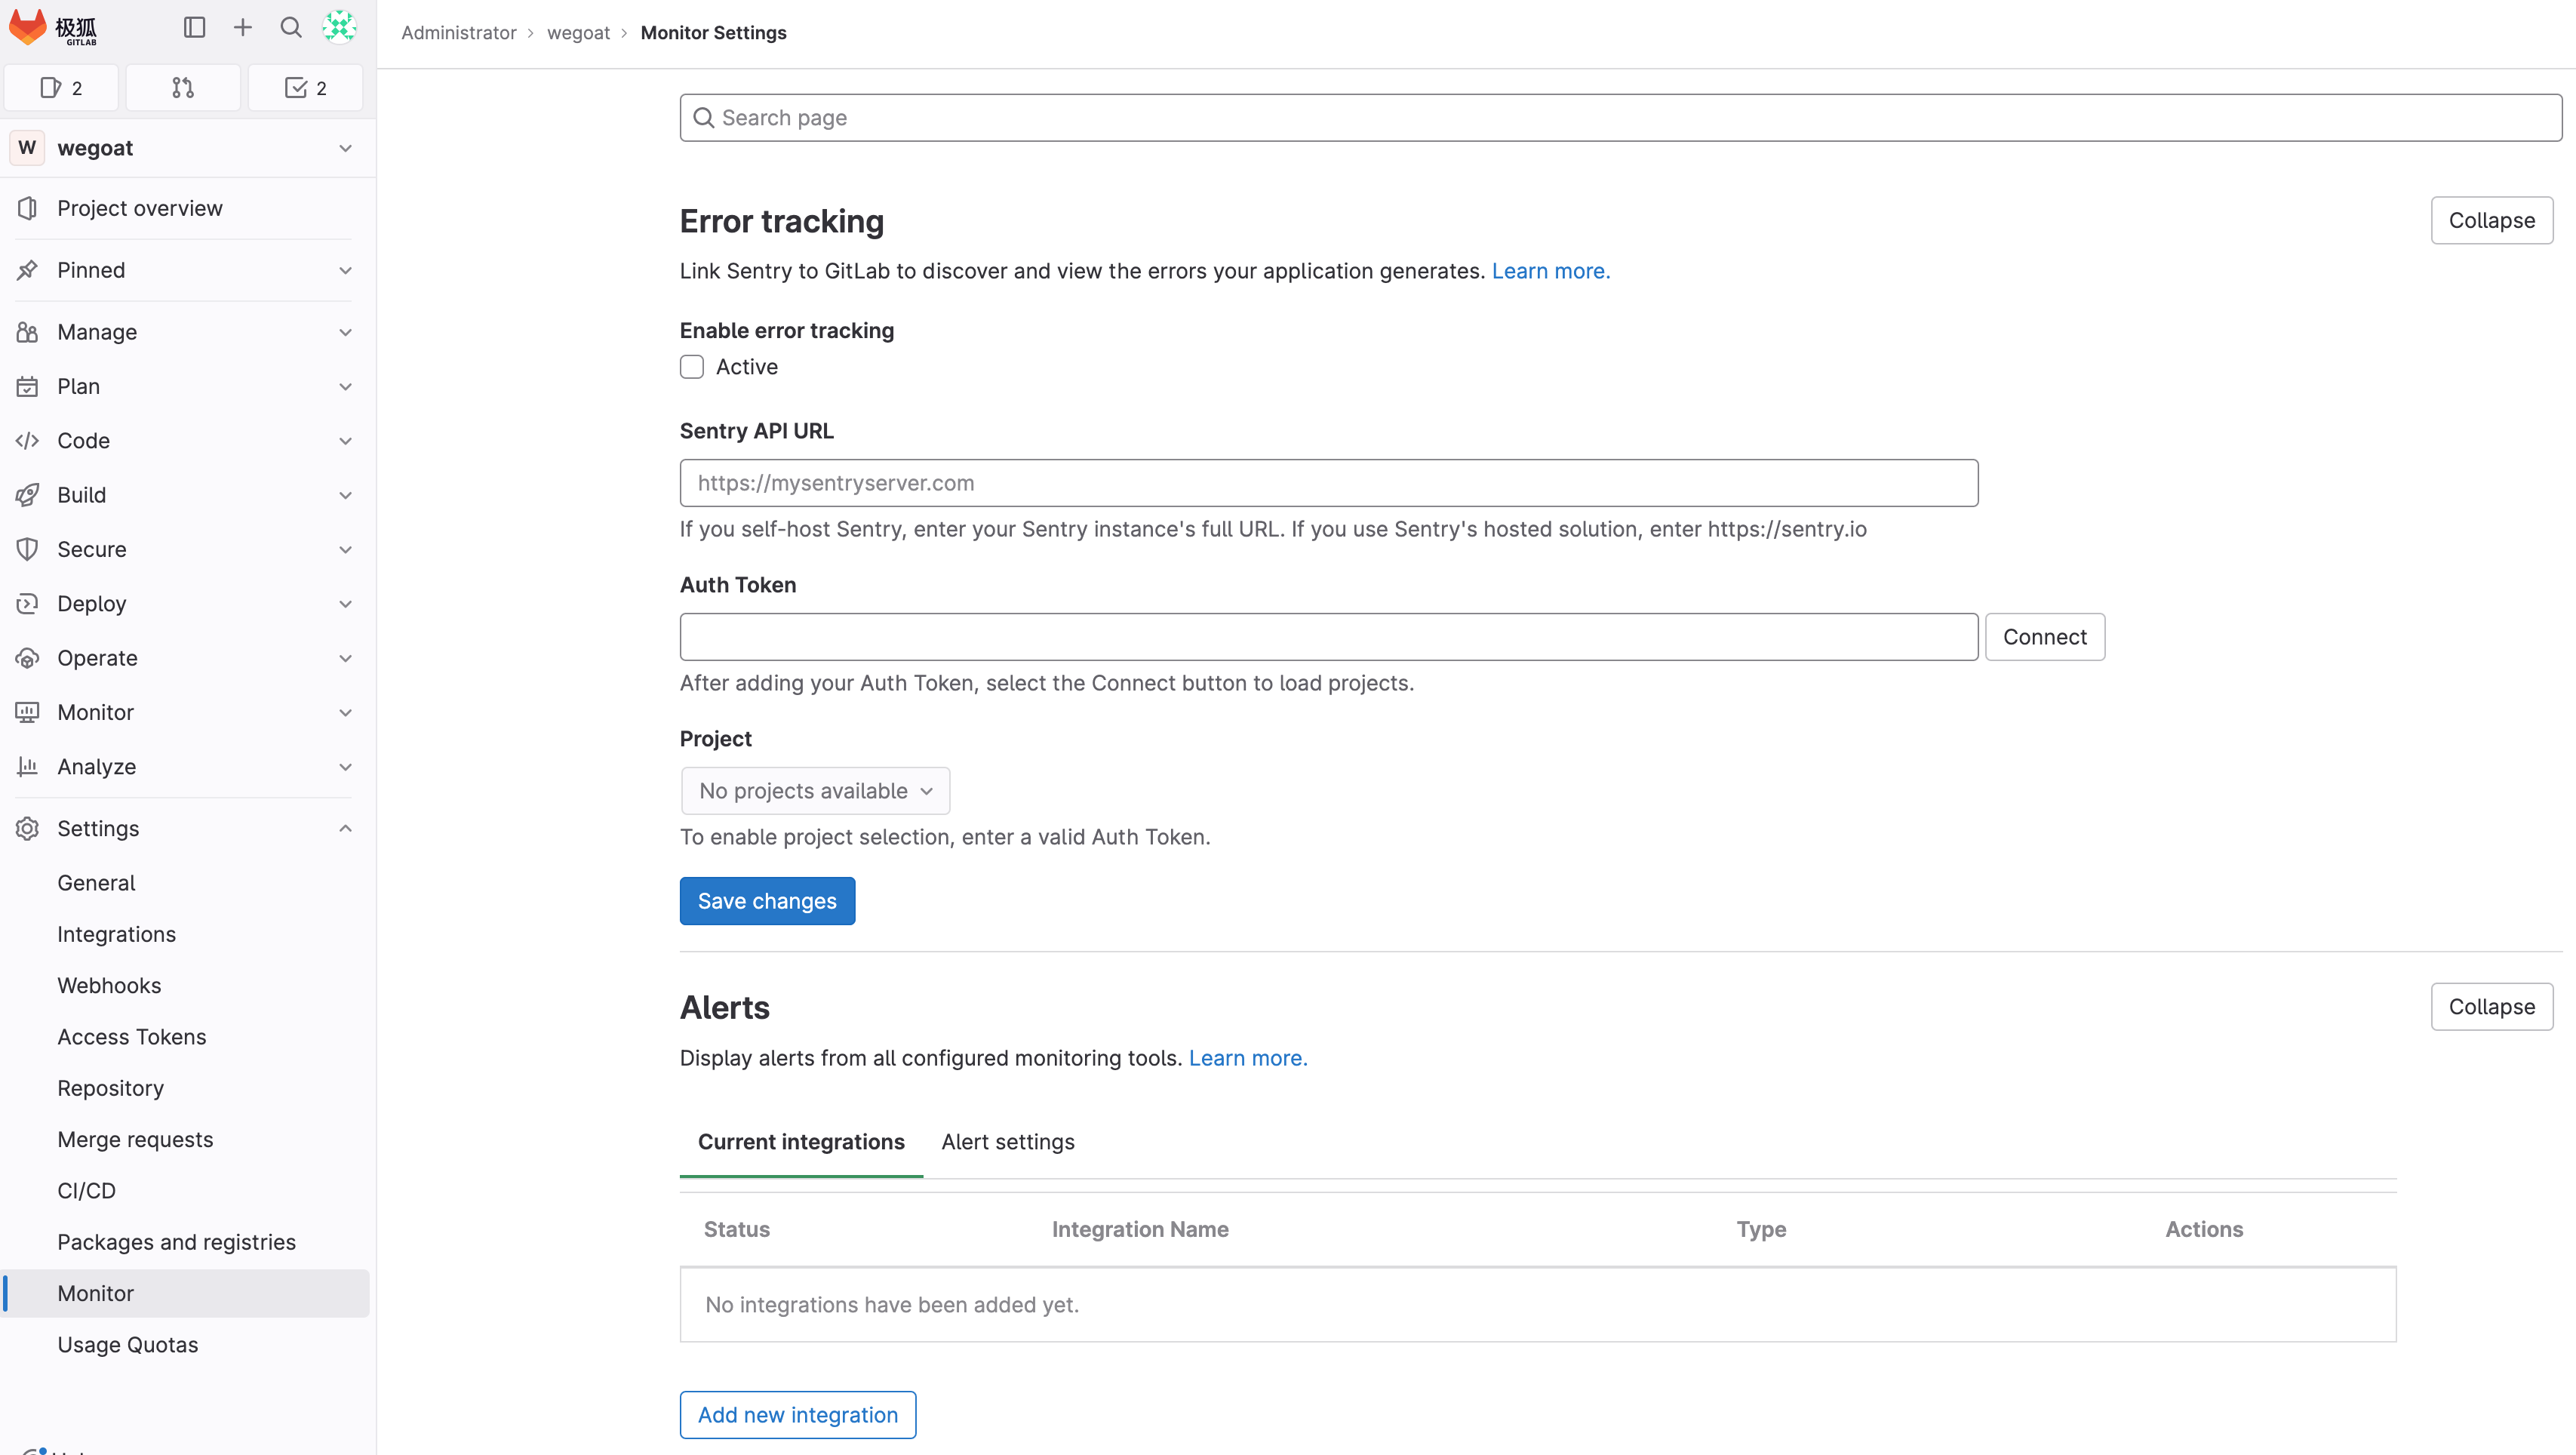 极狐
GITLAB
2
2
W wegoat
Project overview
Pinned
Manage
Plan
Code
Build
Secure
Deploy
Operate
Monitor
Analyze
Settings
General
Integrations
Webhooks
Access Tokens
Repository
Merge requests
CI/CD
Packages and registries
Monitor
Usage Quotas
Administrator › wegoat › Monitor Settings
Search page
Error tracking
Collapse
Link Sentry to GitLab to discover and view the errors your application generates. Learn more.
Enable error tracking
Active
Sentry API URL
https://mysentryserver.com
If you self-host Sentry, enter your Sentry instance's full URL. If you use Sentry's hosted solution, enter https://sentry.io
Auth Token
Connect
After adding your Auth Token, select the Connect button to load projects.
Project
No projects available
To enable project selection, enter a valid Auth Token.
Save changes
Alerts
Collapse
Display alerts from all configured monitoring tools. Learn more.
Current integrations Alert settings
Status Integration Name Type Actions
No integrations have been added yet.
Add new integration